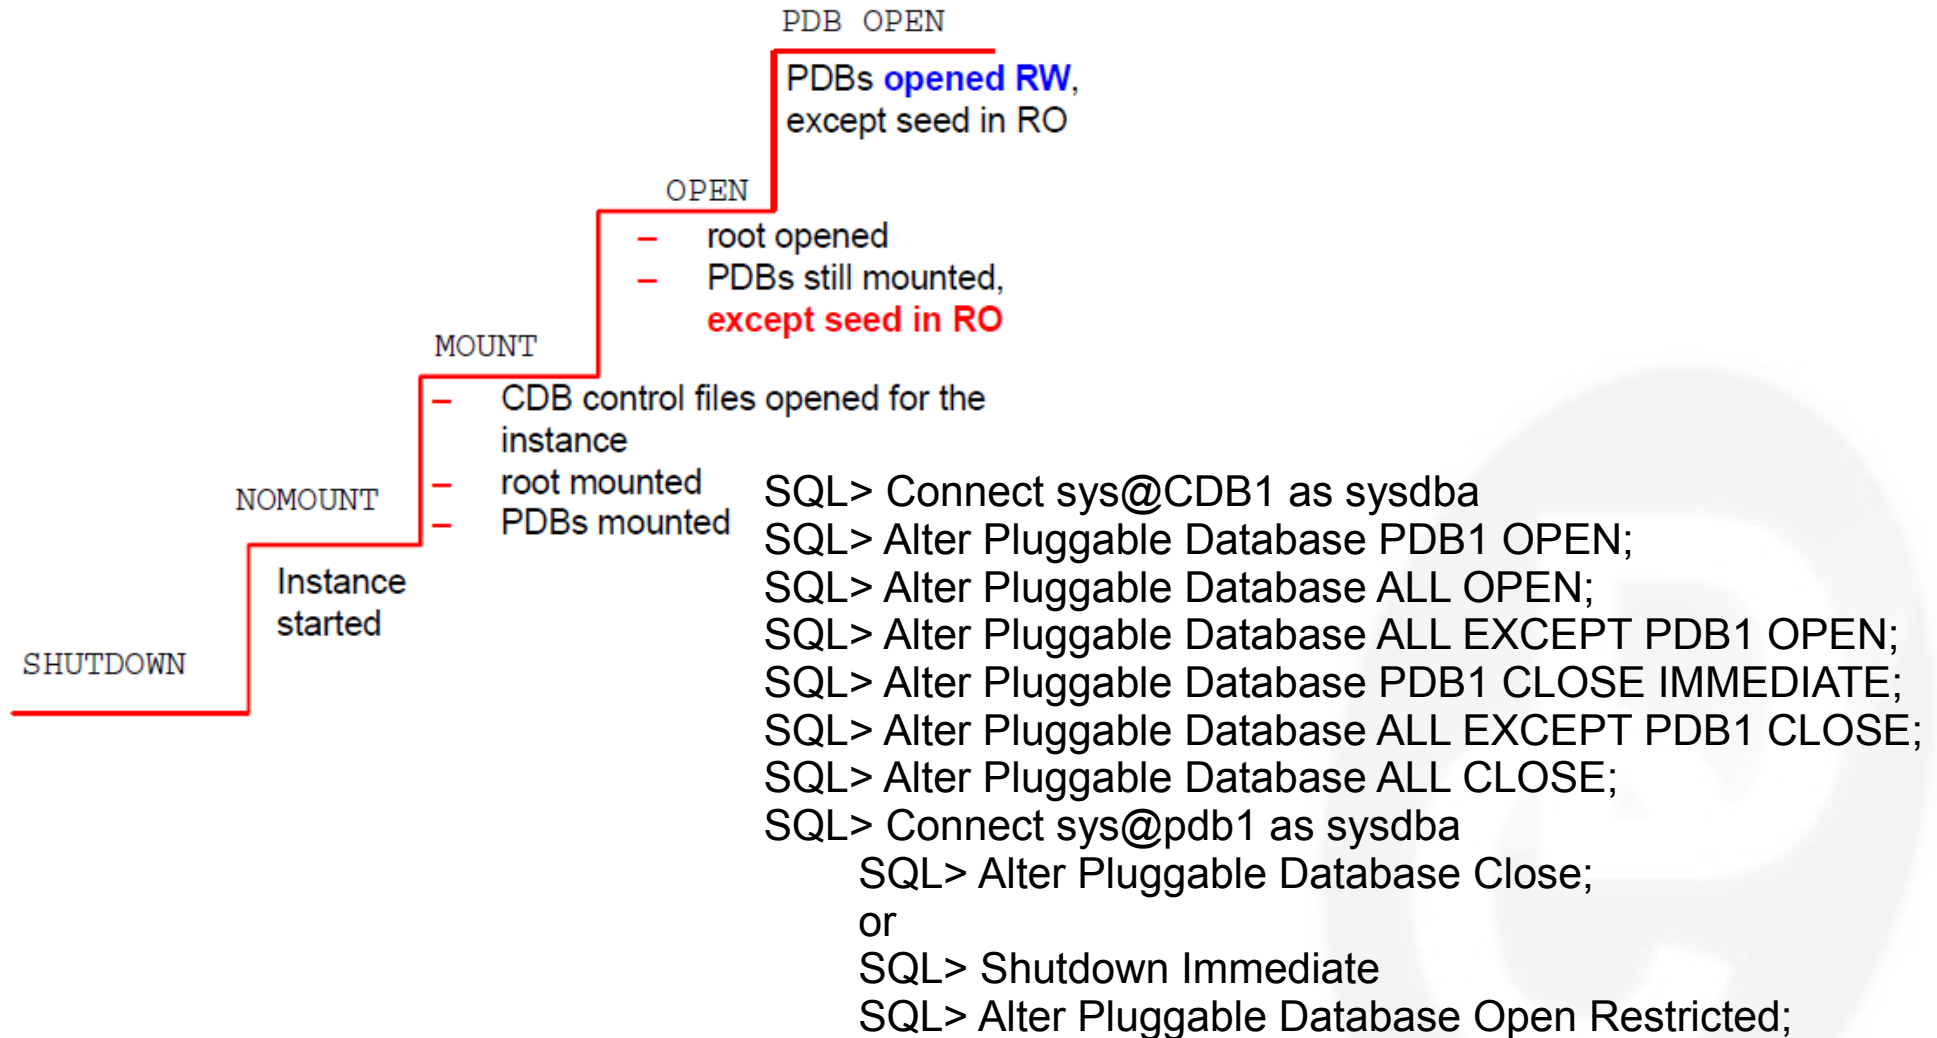 PDB OPEN
PDBs opened RW,
except seed in RO
OPEN
– root opened
– PDBs still mounted,
except seed in RO
MOUNT
– CDB control files opened for the
instance
– root mounted
– PDBs mounted
NOMOUNT
Instance
started
SHUTDOWN
SQL> Connect sys@CDB1 as sysdba
SQL> Alter Pluggable Database PDB1 OPEN;
SQL> Alter Pluggable Database ALL OPEN;
SQL> Alter Pluggable Database ALL EXCEPT PDB1 OPEN;
SQL> Alter Pluggable Database PDB1 CLOSE IMMEDIATE;
SQL> Alter Pluggable Database ALL EXCEPT PDB1 CLOSE;
SQL> Alter Pluggable Database ALL CLOSE;
SQL> Connect sys@pdb1 as sysdba
SQL> Alter Pluggable Database Close;
or
SQL> Shutdown Immediate
SQL> Alter Pluggable Database Open Restricted;